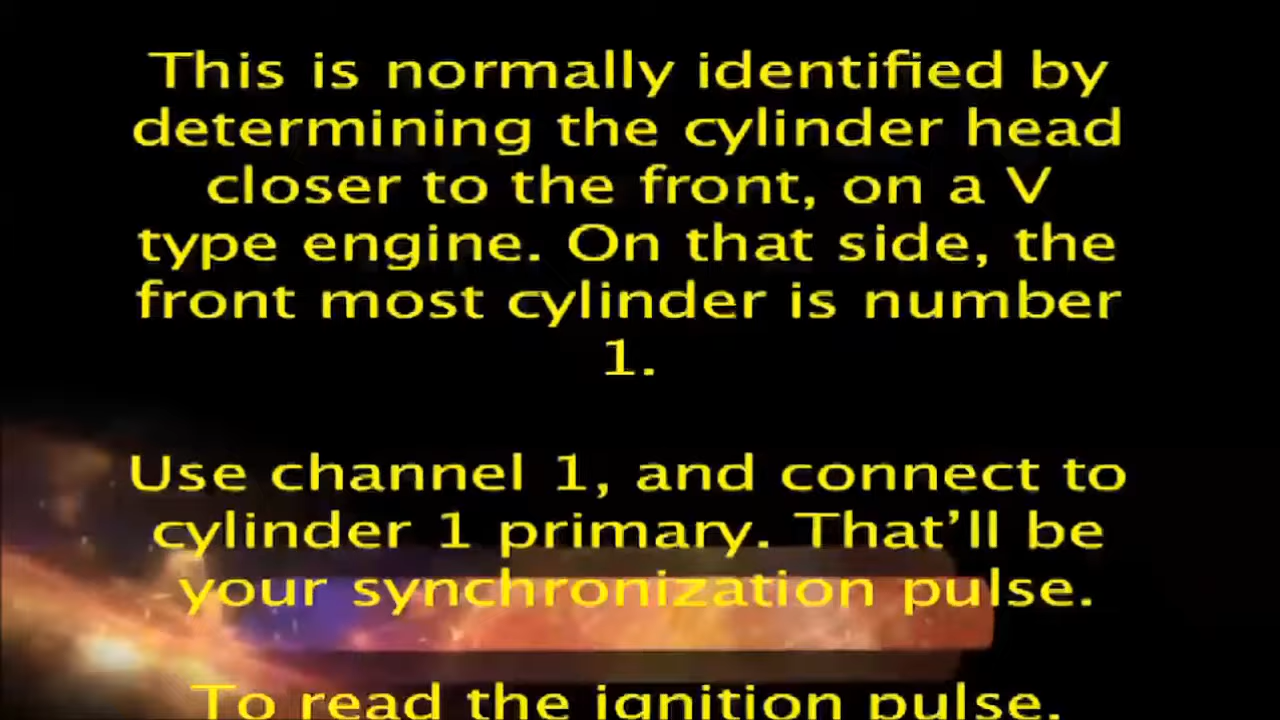 This is normally identified by
determining the cylinder head
closer to the front, on a V
type engine. On that side, the
front most cylinder is number
1.
Use channel 1, and connect to
cylinder 1 primary. That’ll be
your synchronization pulse.
To read the ignition pulse,